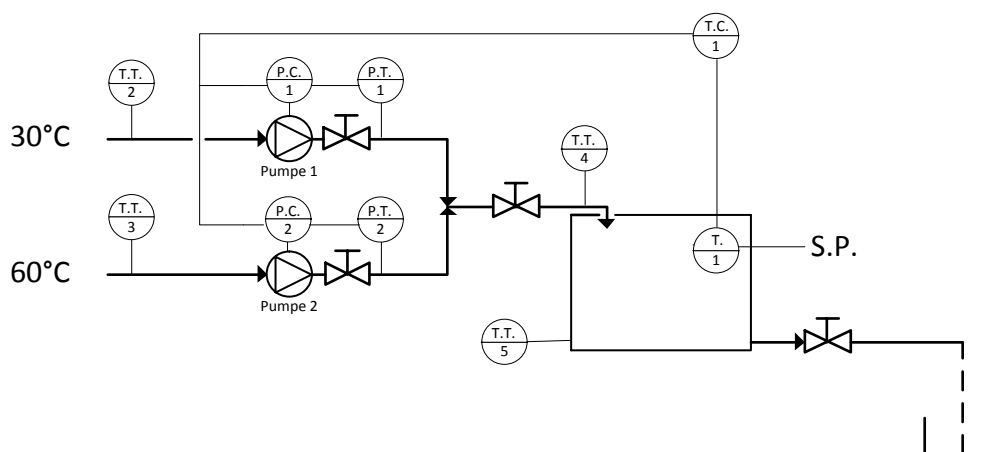 T.C.
1
T.T.
2
P.C.
1
P.T.
1
30°C
Pumpe 1
T.T.
4
T.T.
3
P.C.
2
P.T.
2
T.
1
S.P.
60°C
Pumpe 2
T.T.
5